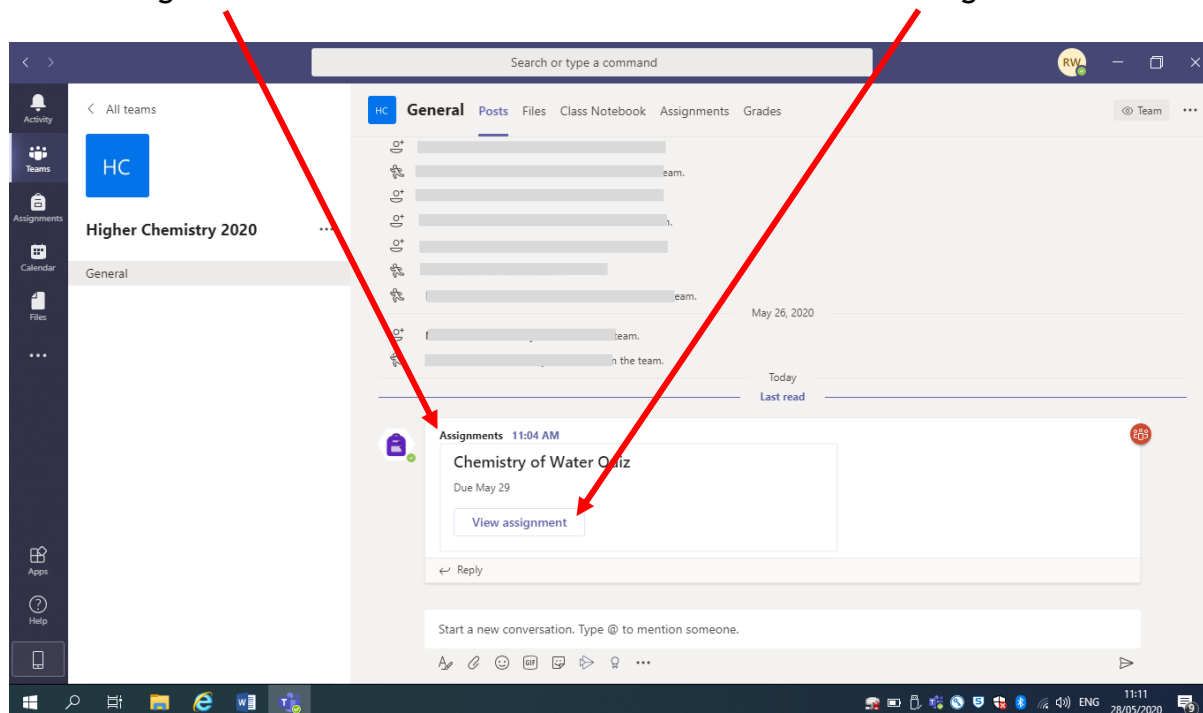 Search or type a command
RW
Activity
Teams
Assignments
Calendar
Files
Apps
Help
All teams
HC
Higher Chemistry 2020
General
HC General Posts Files Class Notebook Assignments Grades
Team
team.
the team.
May 26, 2020
Today
Last read
Assignments 11:04 AM
Chemistry of Water Quiz
Due May 29
View assignment
Reply
Start a new conversation. Type @ to mention someone.
GIF
ENG
11:11
28/05/2020